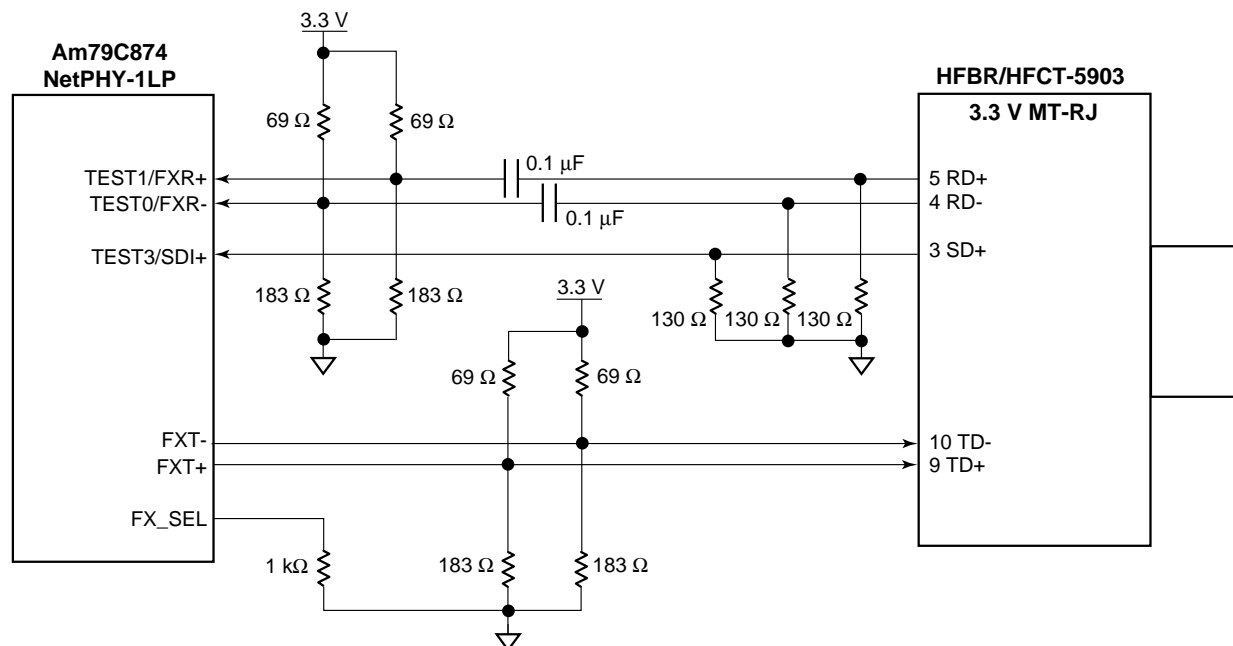 3.3 V
Am79C874
NetPHY-1LP
HFBR/HFCT-5903
3.3 V MT-RJ
69 Ω
69 Ω
0.1 μF
TEST1/FXR+
5 RD+
TEST0/FXR-
4 RD-
0.1 μF
TEST3/SDI+
3 SD+
183 Ω
183 Ω
3.3 V
130 Ω
130 Ω
130 Ω
69 Ω
69 Ω
FXT-
10 TD-
FXT+
9 TD+
FX_SEL
1 kΩ
183 Ω
183 Ω